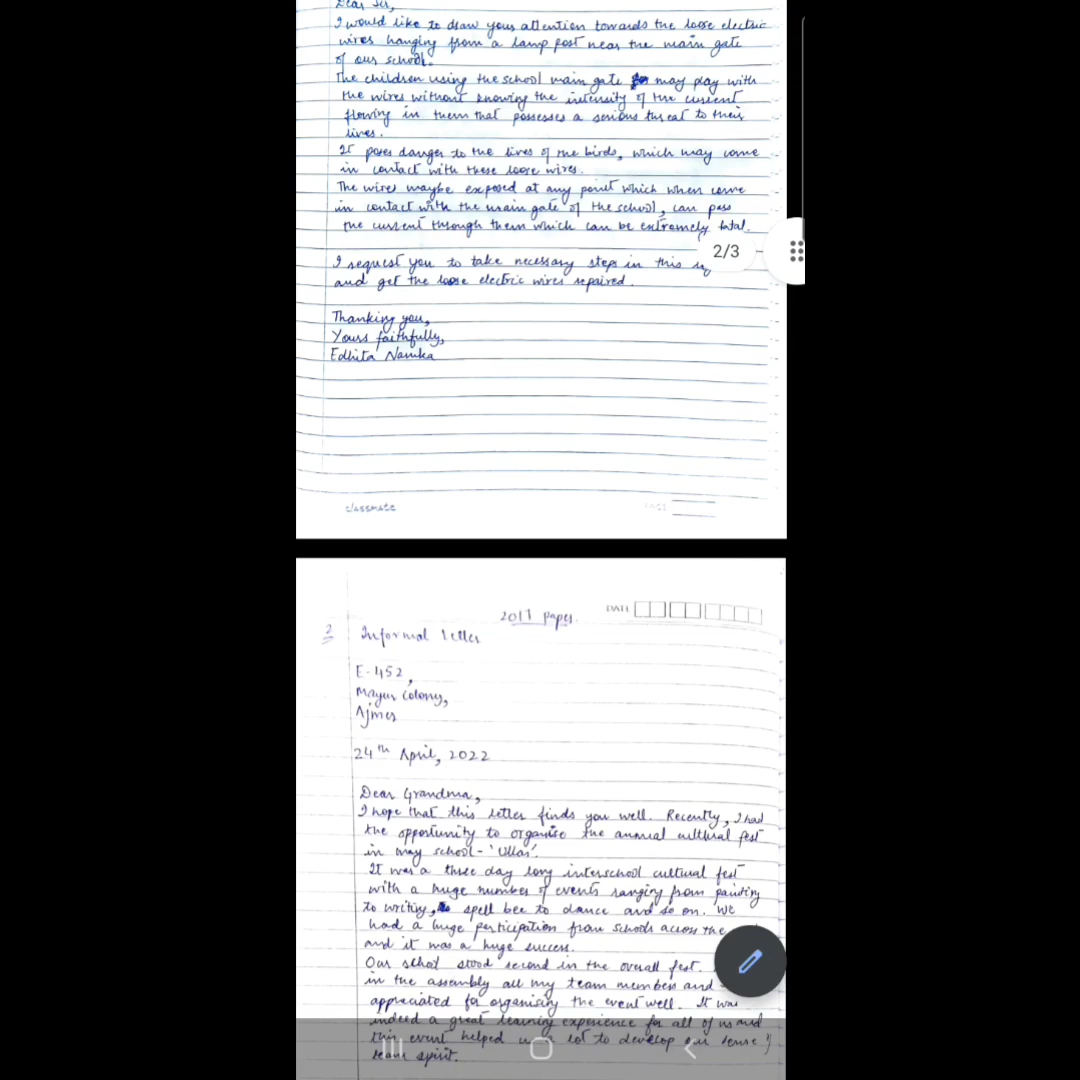 Dear Sir,
I would like to draw your attention towards the loose electric
wires hanging from a lamp post near the main gate
of our school.
The children using the school main gate may play with
the wires without knowing the intensity of the current
flowing in them that possesses a serious threat to their
lives.
It poses danger to the lives of the birds, which may come
in contact with these loose wires.
The wires maybe exposed at any point which when come
in contact with the main gate of the school, can pass
the current through them which can be extremely fatal.
2/3
I request you to take necessary steps in this
and get the loose electric wires repaired.
Thanking you,
Yours faithfully,
Edhita Namka
classmate
PAGE
DATE
2017 Paper.
2 Informal letter
E-452,
Mayur Colony,
Ajmer
24th April, 2022
Dear Grandma,
I hope that this letter finds you well. Recently, I had
the opportunity to organise the annual cultural fest
in may school - 'Ullas'.
It was a three day long interschool cultural fest
with a huge number of events ranging from painting
to writing, spell bee to dance and so on. We
had a huge participation from schools across the
and it was a huge success.
Our school stood second in the overall fest.
in the assembly all my team members and
appreciated for organising the event well. It was
indeed a great learning experience for all of us and
this event helped us a lot to develop our sense of
team spirit.